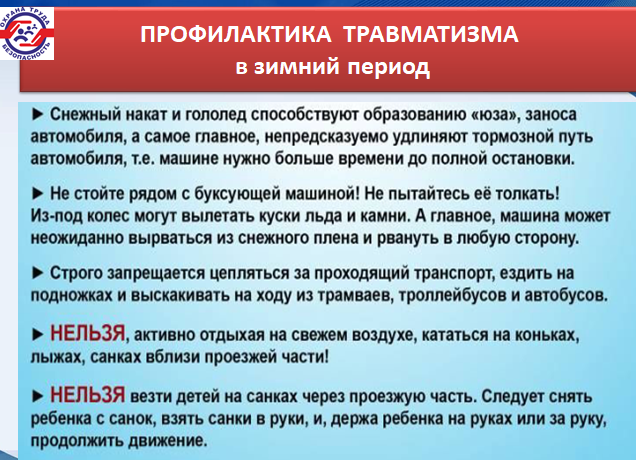 ОХРАНА ТРУДА
БЕЗОПАСНОСТЬ
ПРОФИЛАКТИКА ТРАВМАТИЗМА
в зимний период
► Снежный накат и гололед способствуют образованию «юза», заноса
автомобиля, а самое главное, непредсказуемо удлиняют тормозной путь
автомобиля, т.е. машине нужно больше времени до полной остановки.
► Не стойте рядом с буксующей машиной! Не пытайтесь её толкать!
Из-под колес могут вылетать куски льда и камни. А главное, машина может
неожиданно вырваться из снежного плена и рвануть в любую сторону.
► Строго запрещается цепляться за проходящий транспорт, ездить на
подножках и выскакивать на ходу из трамваев, троллейбусов и автобусов.
► НЕЛЬЗЯ, активно отдыхая на свежем воздухе, кататься на коньках,
лыжах, санках вблизи проезжей части!
► НЕЛЬЗЯ везти детей на санках через проезжую часть. Следует снять
ребенка с санок, взять санки в руки, и, держа ребенка на руках или за руку,
продолжить движение.